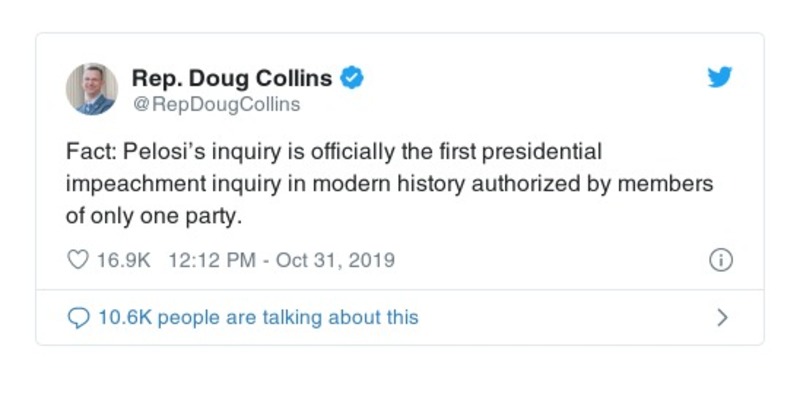 Rep. Doug Collins
@RepDougCollins
Fact: Pelosi’s inquiry is officially the first presidential
impeachment inquiry in modern history authorized by members
of only one party.
16.9K 12:12 PM - Oct 31, 2019
10.6K people are talking about this